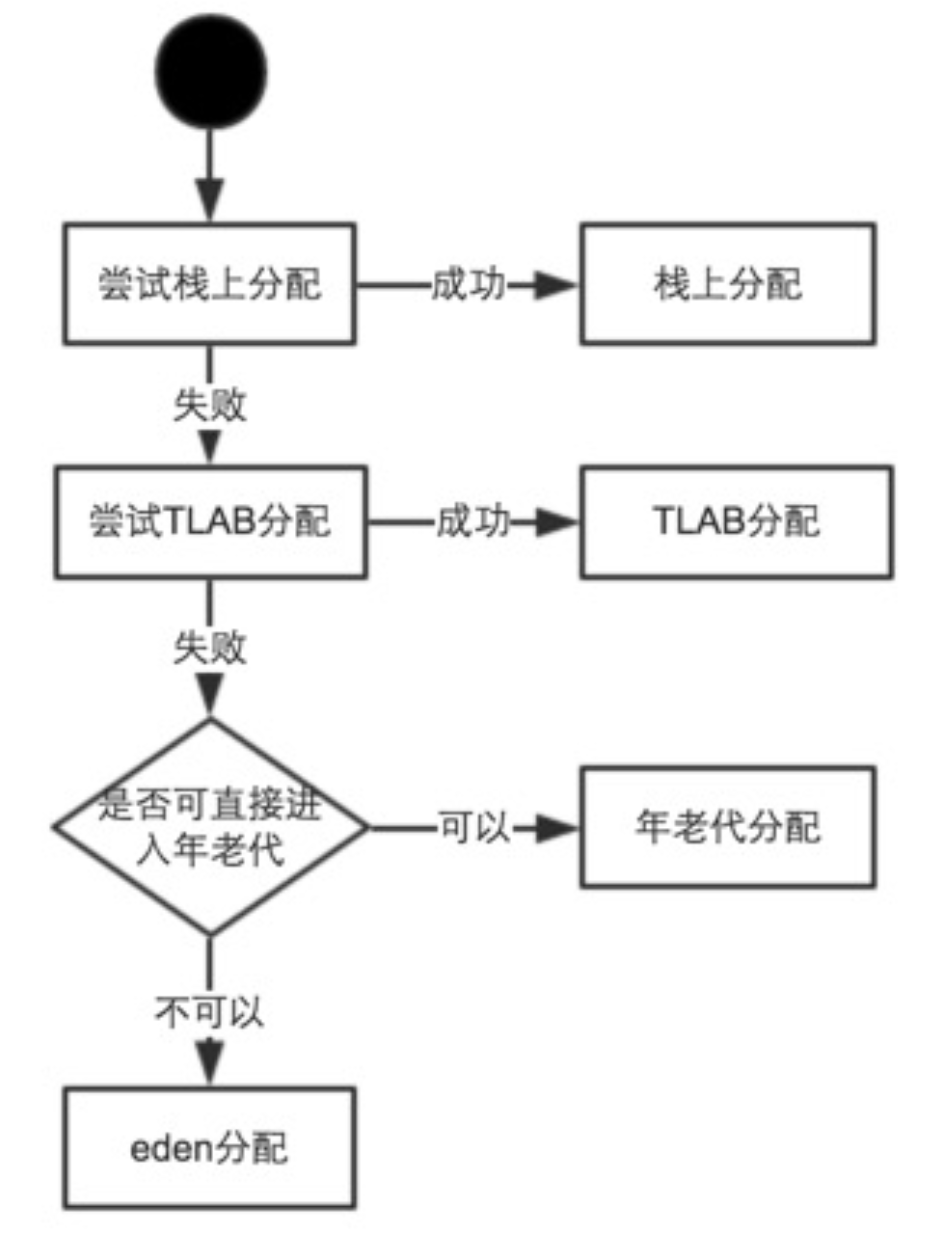 尝试栈上分配
成功
栈上分配
失败
尝试TLAB分配
成功
TLAB分配
失败
是否可直接进
入年老代
可以
年老代分配
不可以
eden分配